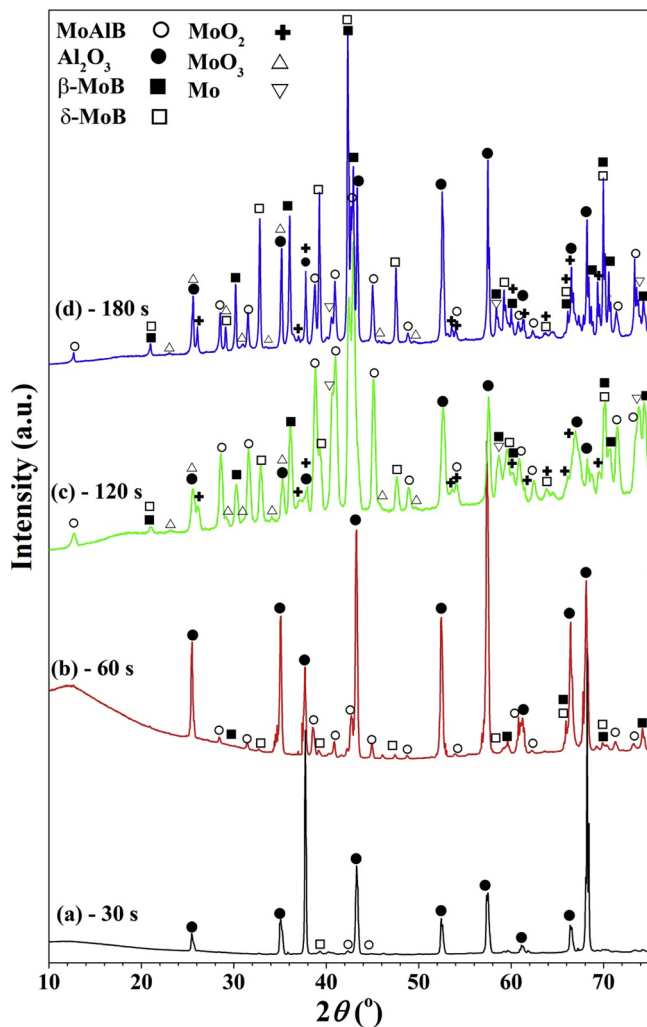 MoAlB ○ MoO₂ ✚
Al₂O₃ ● MoO₃ △
β-MoB ■ Mo ▽
δ-MoB □
(d) - 180 s
(c) - 120 s
(b) - 60 s
(a) - 30 s
Intensity (a.u.)
10 20 30 40 50 60 70
2θ (°)